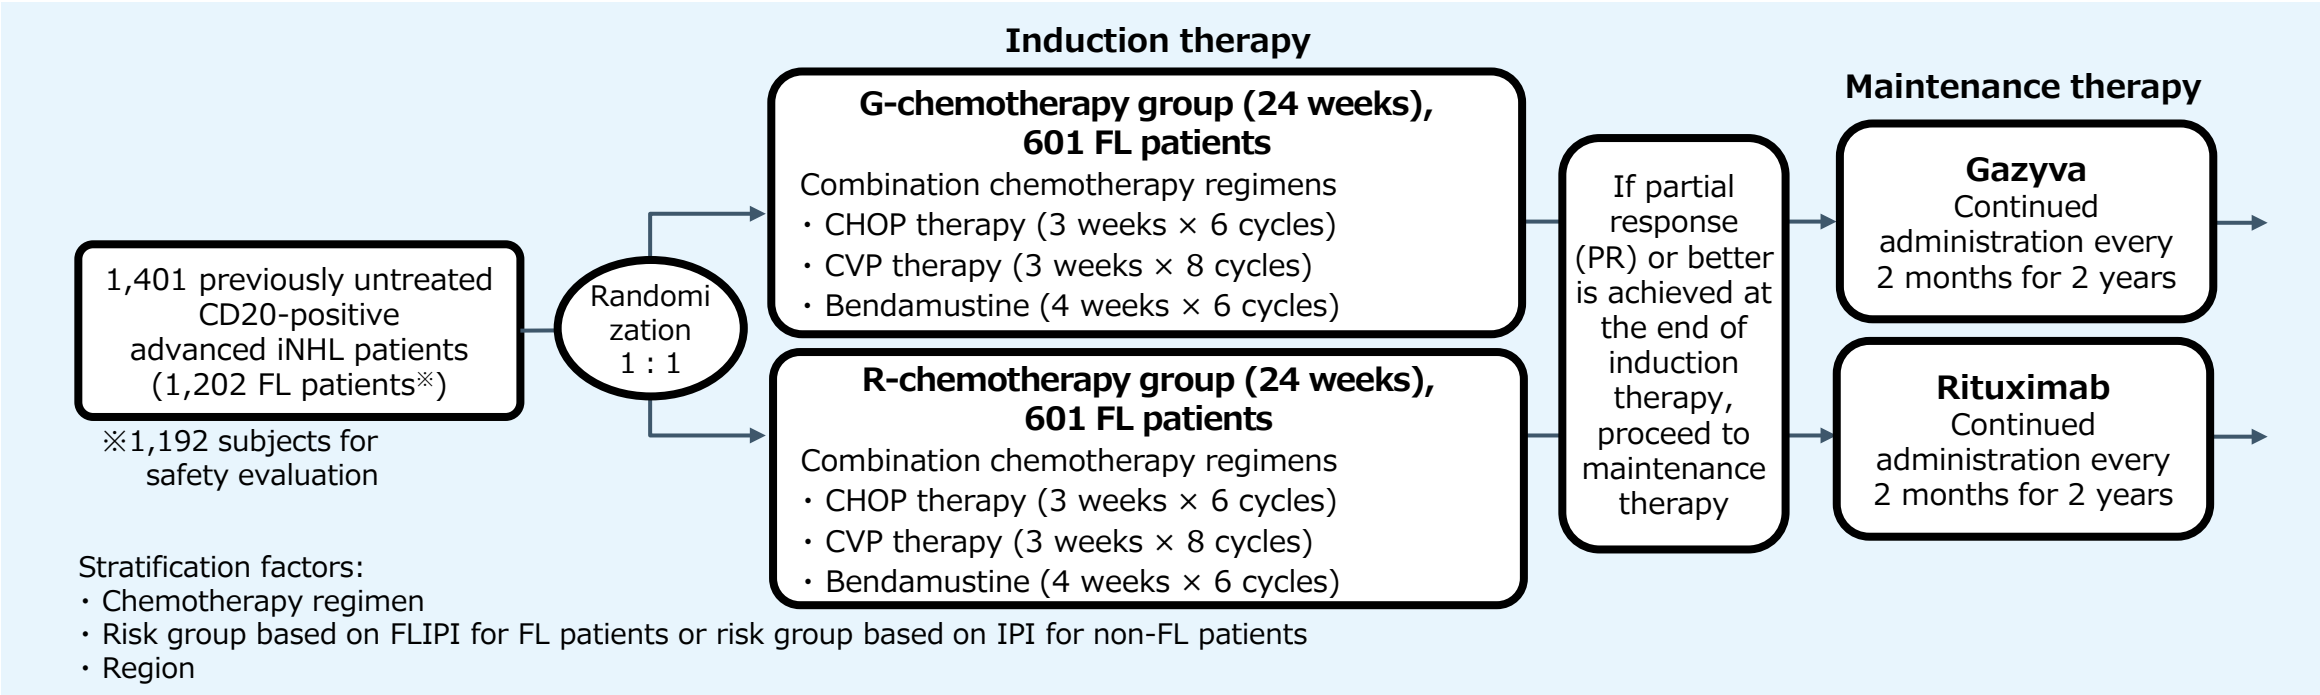 Induction therapy
Maintenance therapy
1,401 previously untreated
CD20-positive
advanced iNHL patients
(1,202 FL patients※)
※1,192 subjects for
safety evaluation
Randomi
zation
1 : 1
G-chemotherapy group (24 weeks),
601 FL patients
Combination chemotherapy regimens
・CHOP therapy (3 weeks × 6 cycles)
・CVP therapy (3 weeks × 8 cycles)
・Bendamustine (4 weeks × 6 cycles)
R-chemotherapy group (24 weeks),
601 FL patients
Combination chemotherapy regimens
・CHOP therapy (3 weeks × 6 cycles)
・CVP therapy (3 weeks × 8 cycles)
・Bendamustine (4 weeks × 6 cycles)
If partial
response
(PR) or better
is achieved at
the end of
induction
therapy,
proceed to
maintenance
therapy
Gazyva
Continued
administration every
2 months for 2 years
Rituximab
Continued
administration every
2 months for 2 years
Stratification factors:
・Chemotherapy regimen
・Risk group based on FLIPI for FL patients or risk group based on IPI for non-FL patients
・Region